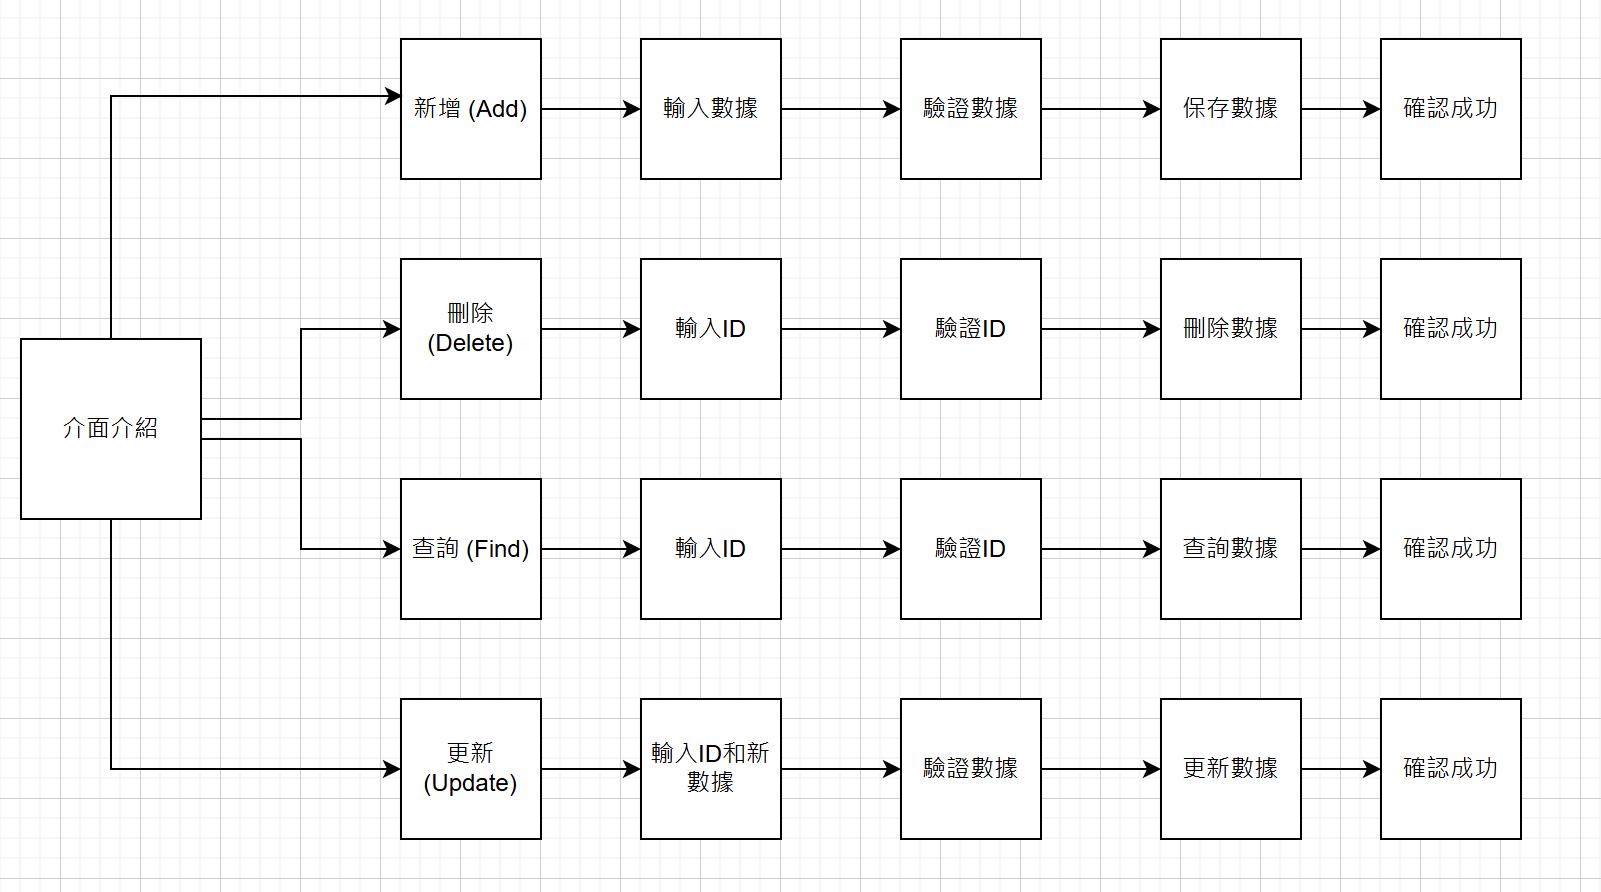 新增 (Add)
輸入數據
驗證數據
保存數據
確認成功
刪除
(Delete)
輸入ID
驗證ID
刪除數據
確認成功
介面介紹
查詢 (Find)
輸入ID
驗證ID
查詢數據
確認成功
更新
(Update)
輸入ID和新
數據
驗證數據
更新數據
確認成功